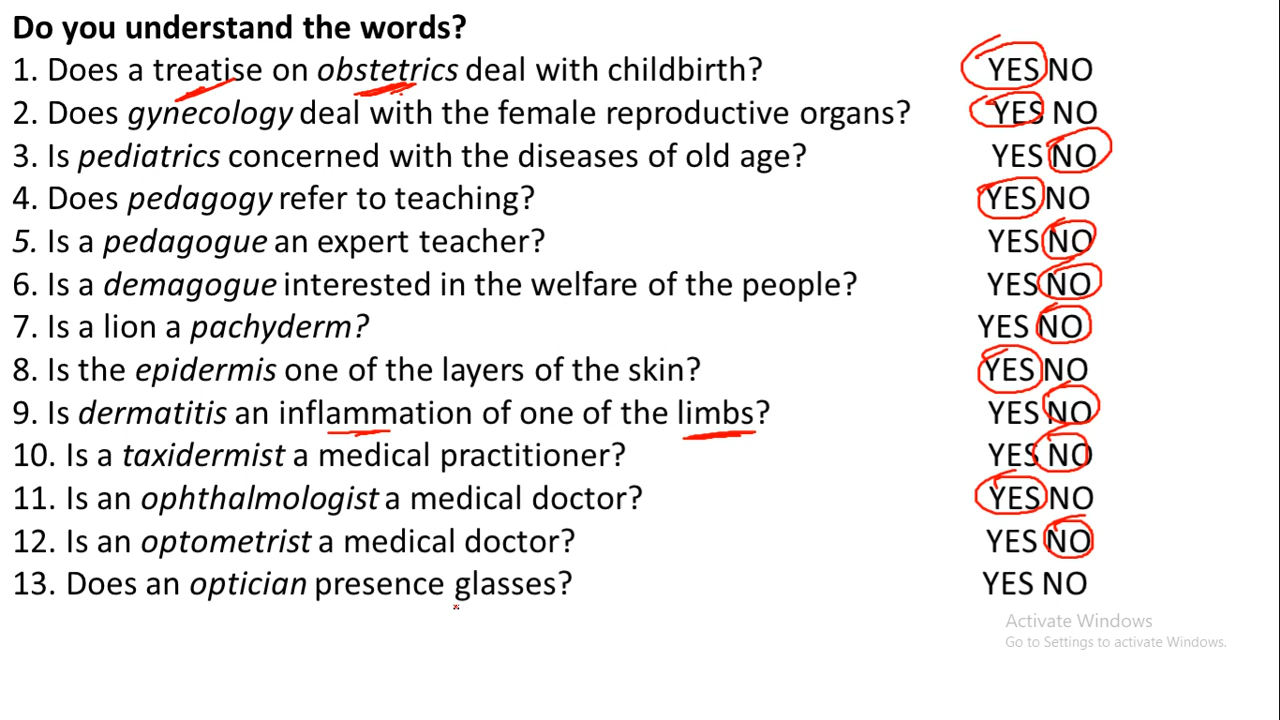 Do you understand the words?
1. Does a treatise on obstetrics deal with childbirth? YES NO
2. Does gynecology deal with the female reproductive organs? YES NO
3. Is pediatrics concerned with the diseases of old age? YES NO
4. Does pedagogy refer to teaching? YES NO
5. Is a pedagogue an expert teacher? YES NO
6. Is a demagogue interested in the welfare of the people? YES NO
7. Is a lion a pachyderm? YES NO
8. Is the epidermis one of the layers of the skin? YES NO
9. Is dermatitis an inflammation of one of the limbs? YES NO
10. Is a taxidermist a medical practitioner? YES NO
11. Is an ophthalmologist a medical doctor? YES NO
12. Is an optometrist a medical doctor? YES NO
13. Does an optician presence glasses? YES NO
Activate Windows
Go to Settings to activate Windows.